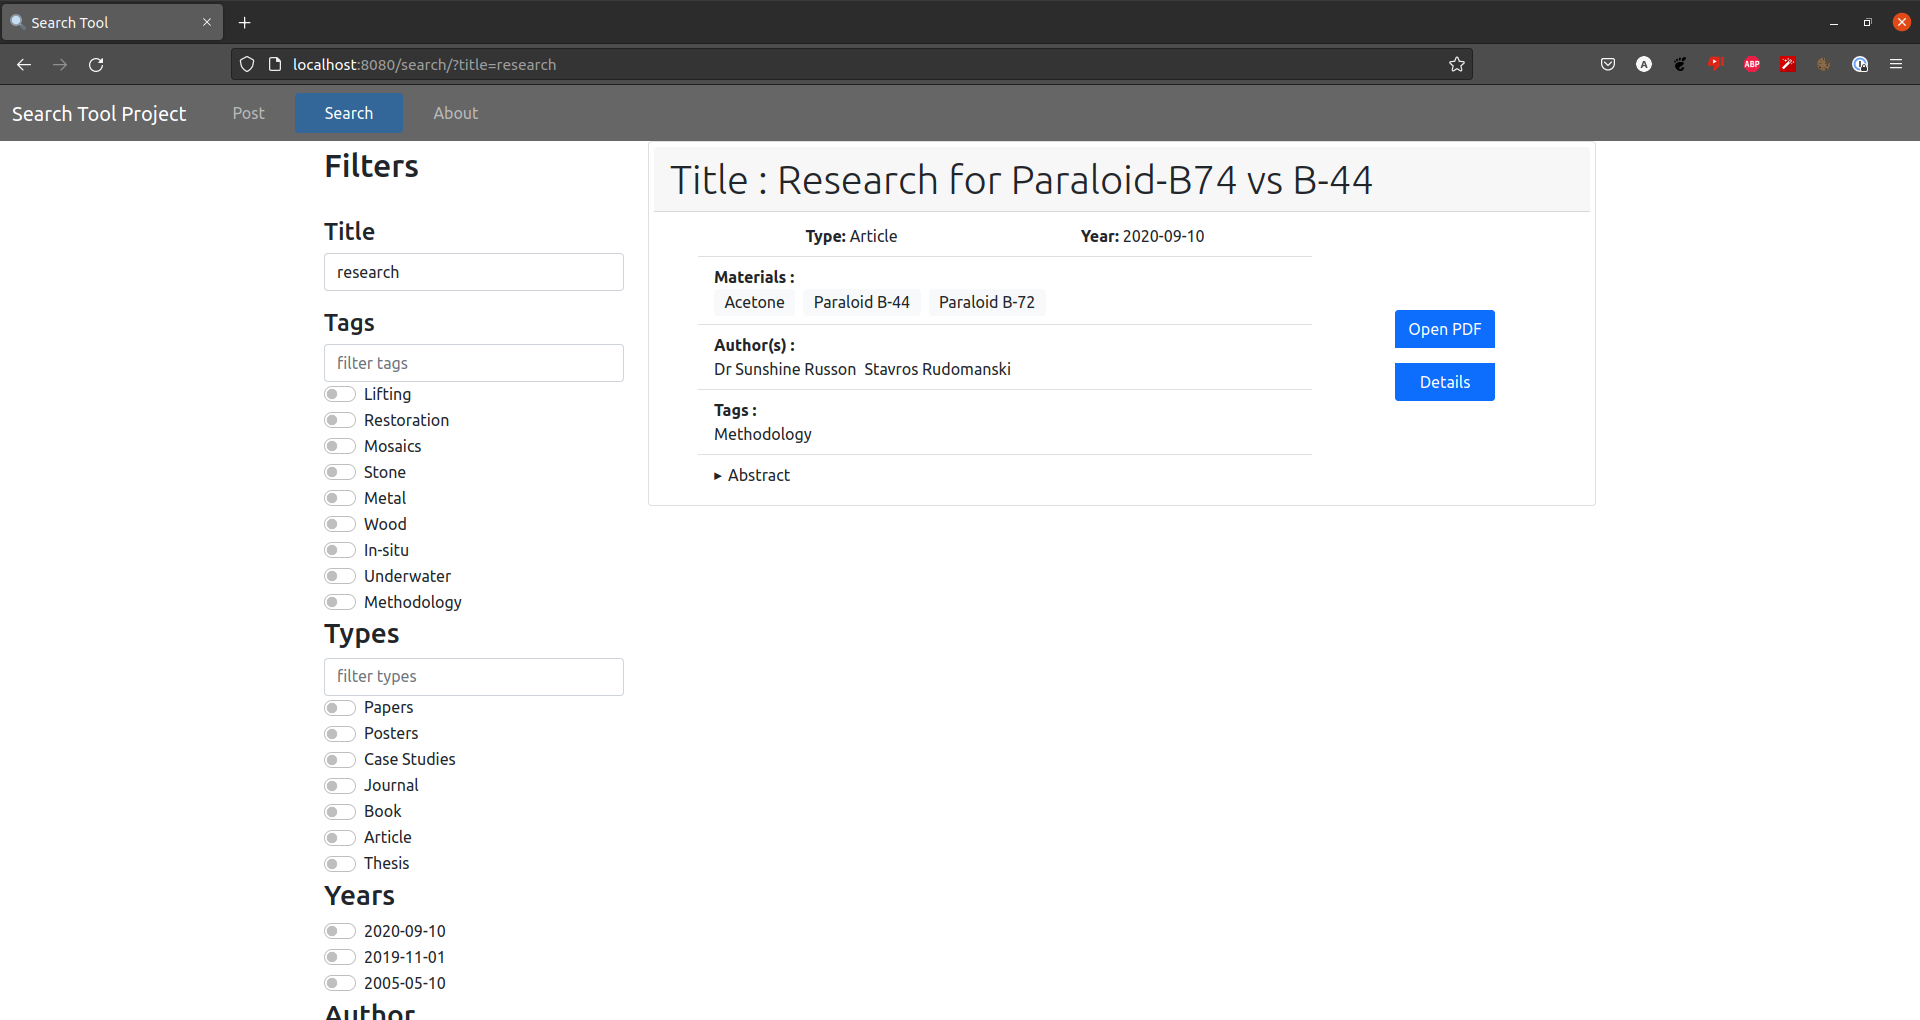 Search Tool
localhost:8080/search/?title=research
ABP
Search Tool Project Post Search About
Filters
Title
research
Tags
filter tags
Lifting
Restoration
Mosaics
Stone
Metal
Wood
In-situ
Underwater
Methodology
Types
filter types
Papers
Posters
Case Studies
Journal
Book
Article
Thesis
Years
2020-09-10
2019-11-01
2005-05-10
Author
Title : Research for Paraloid-B74 vs B-44
Type: Article Year: 2020-09-10
Materials :
Acetone Paraloid B-44 Paraloid B-72
Author(s) :
Dr Sunshine Russon Stavros Rudomanski
Tags :
Methodology
▸ Abstract
Open PDF
Details